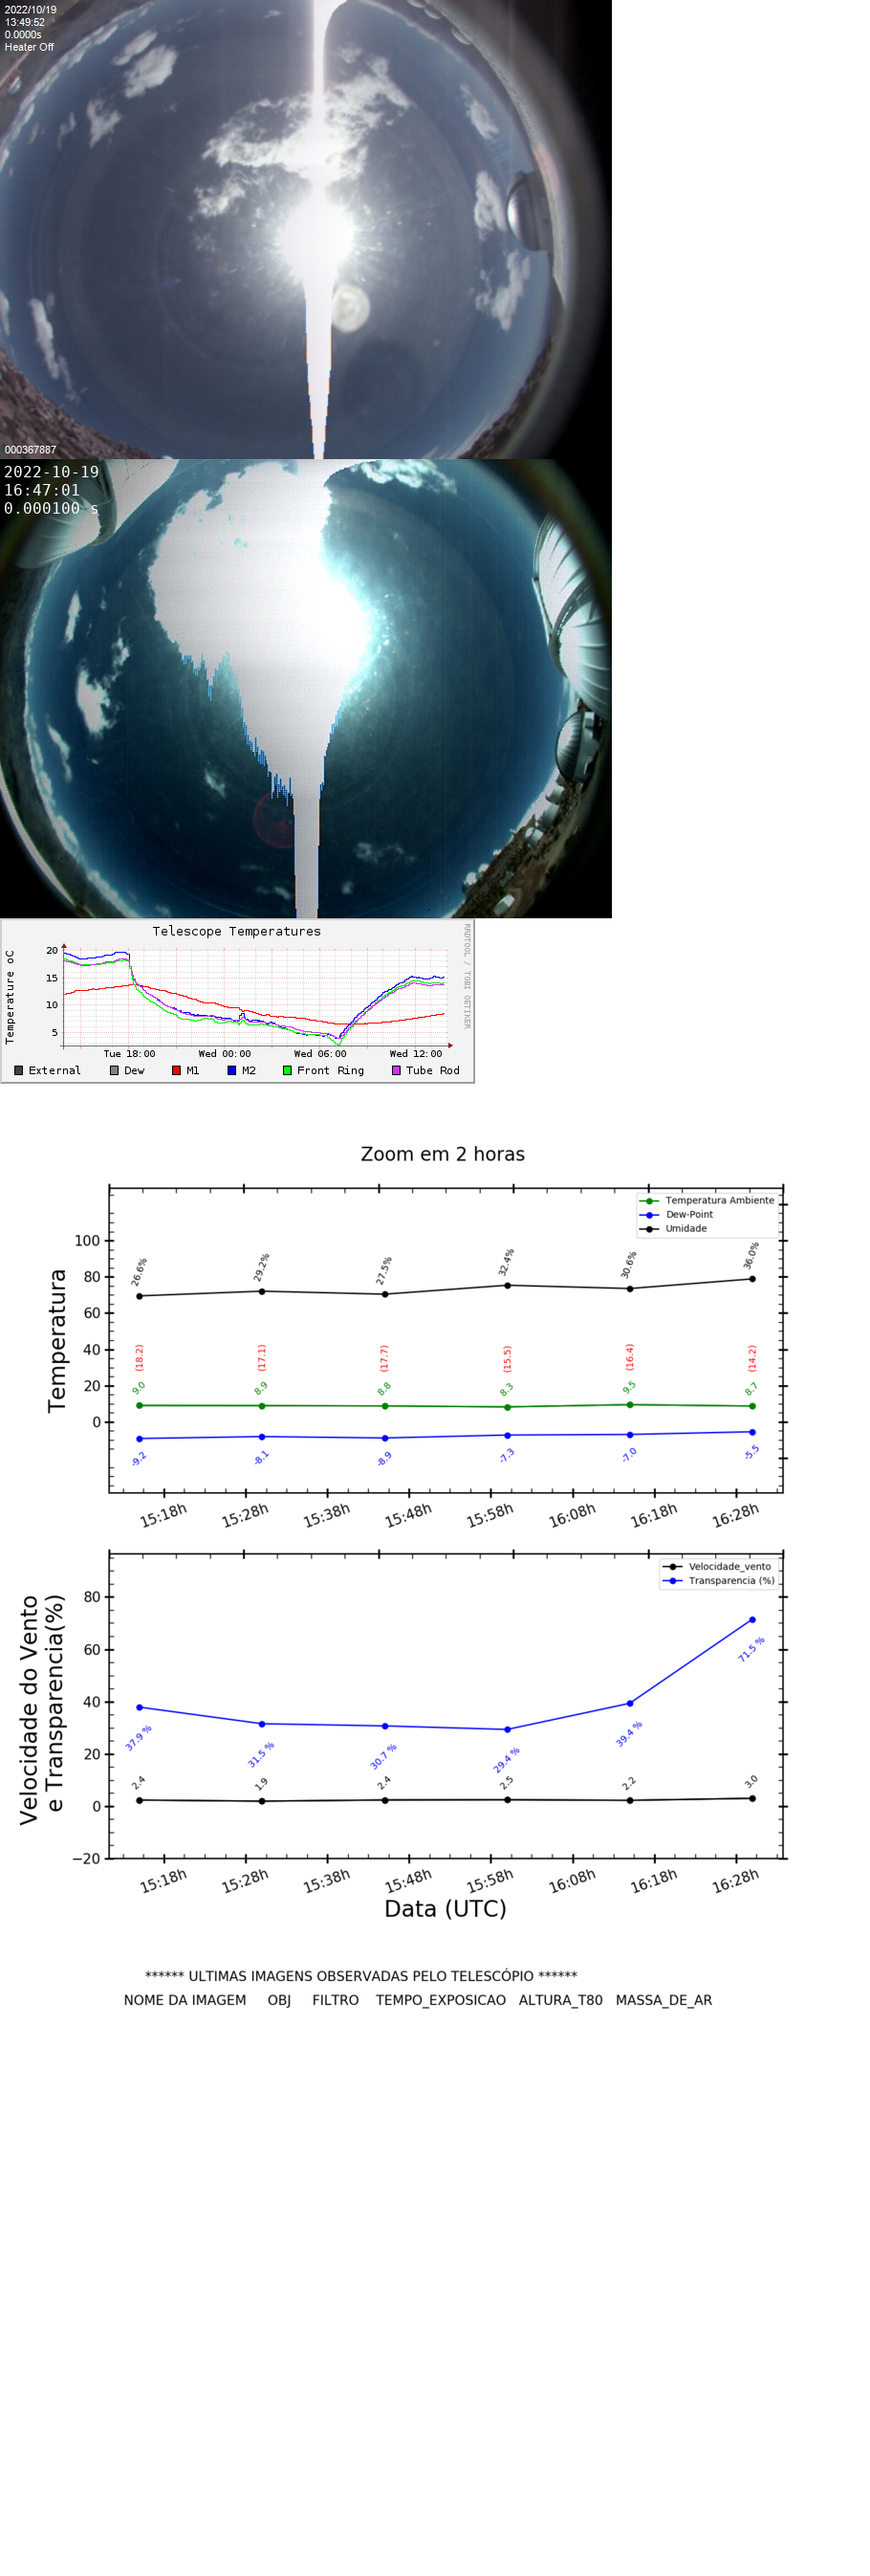 2022/10/19
13:49:52
0.0000s
Heater Off
000367887
2022-10-19
16:47:01
0.000100 s
Telescope Temperatures
RRDTOOL / TOBI OETIKER
Temperature oC
20
15
10
5
Tue 18:00 Wed 00:00 Wed 06:00 Wed 12:00
External Dew M1 M2 Front Ring Tube Rod
Zoom em 2 horas
Temperatura Ambiente
Dew-Point
Umidade
Temperatura
100
80
60
40
20
0
26.6% 29.2% 27.5% 32.4% 30.6% 36.0%
(18.2) (17.1) (17.7) (15.5) (16.4) (14.2)
9.0 8.9 8.8 8.3 9.5 8.7
-9.2 -8.1 -8.9 -7.3 -7.0 -5.5
15:18h 15:28h 15:38h 15:48h 15:58h 16:08h 16:18h 16:28h
Velocidade_vento
Transparencia (%)
Velocidade do Vento
e Transparencia(%)
80
60
40
20
0
−20
37.9 % 31.5 % 30.7 % 29.4 % 39.4 % 71.5 %
2.4 1.9 2.4 2.5 2.2 3.0
15:18h 15:28h 15:38h 15:48h 15:58h 16:08h 16:18h 16:28h
Data (UTC)
****** ULTIMAS IMAGENS OBSERVADAS PELO TELESCÓPIO ******
NOME DA IMAGEM OBJ FILTRO TEMPO_EXPOSICAO ALTURA_T80 MASSA_DE_AR